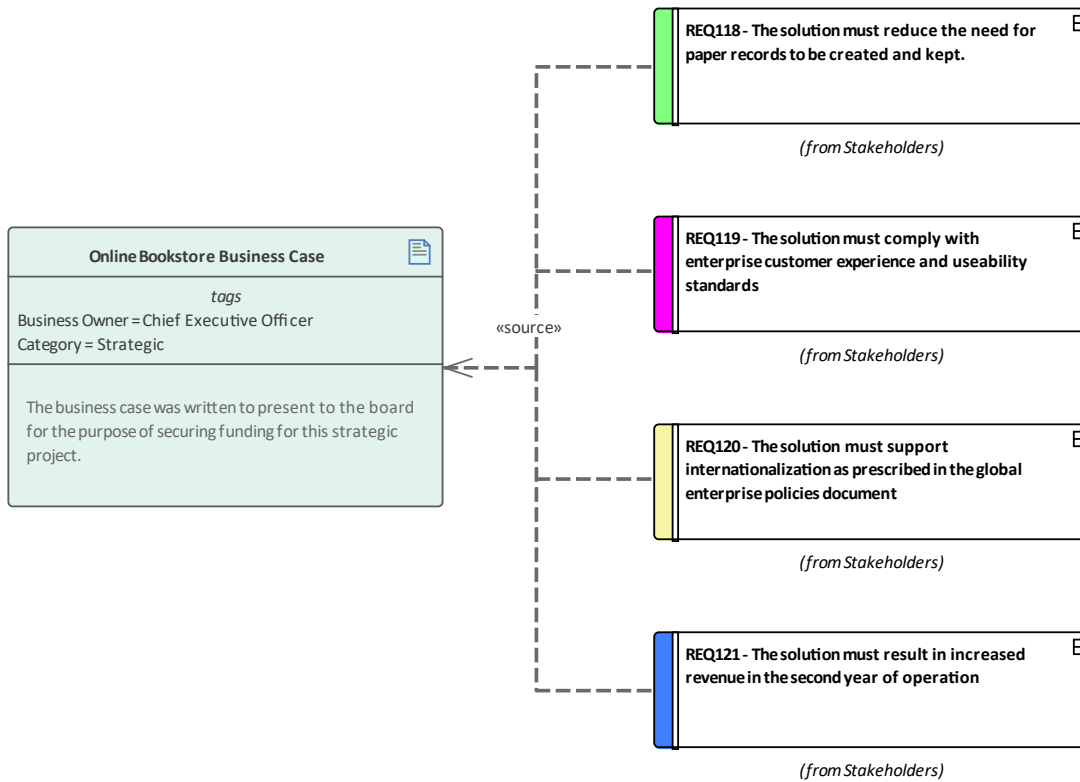 Online Bookstore Business Case
tags
Business Owner = Chief Executive Officer
Category = Strategic
The business case was written to present to the board
for the purpose of securing funding for this strategic
project.
«source»
REQ118 - The solution must reduce the need for
paper records to be created and kept.
(from Stakeholders)
REQ119 - The solution must comply with
enterprise customer experience and useability
standards
(from Stakeholders)
REQ120 - The solution must support
internationalization as prescribed in the global
enterprise policies document
(from Stakeholders)
REQ121 - The solution must result in increased
revenue in the second year of operation
(from Stakeholders)